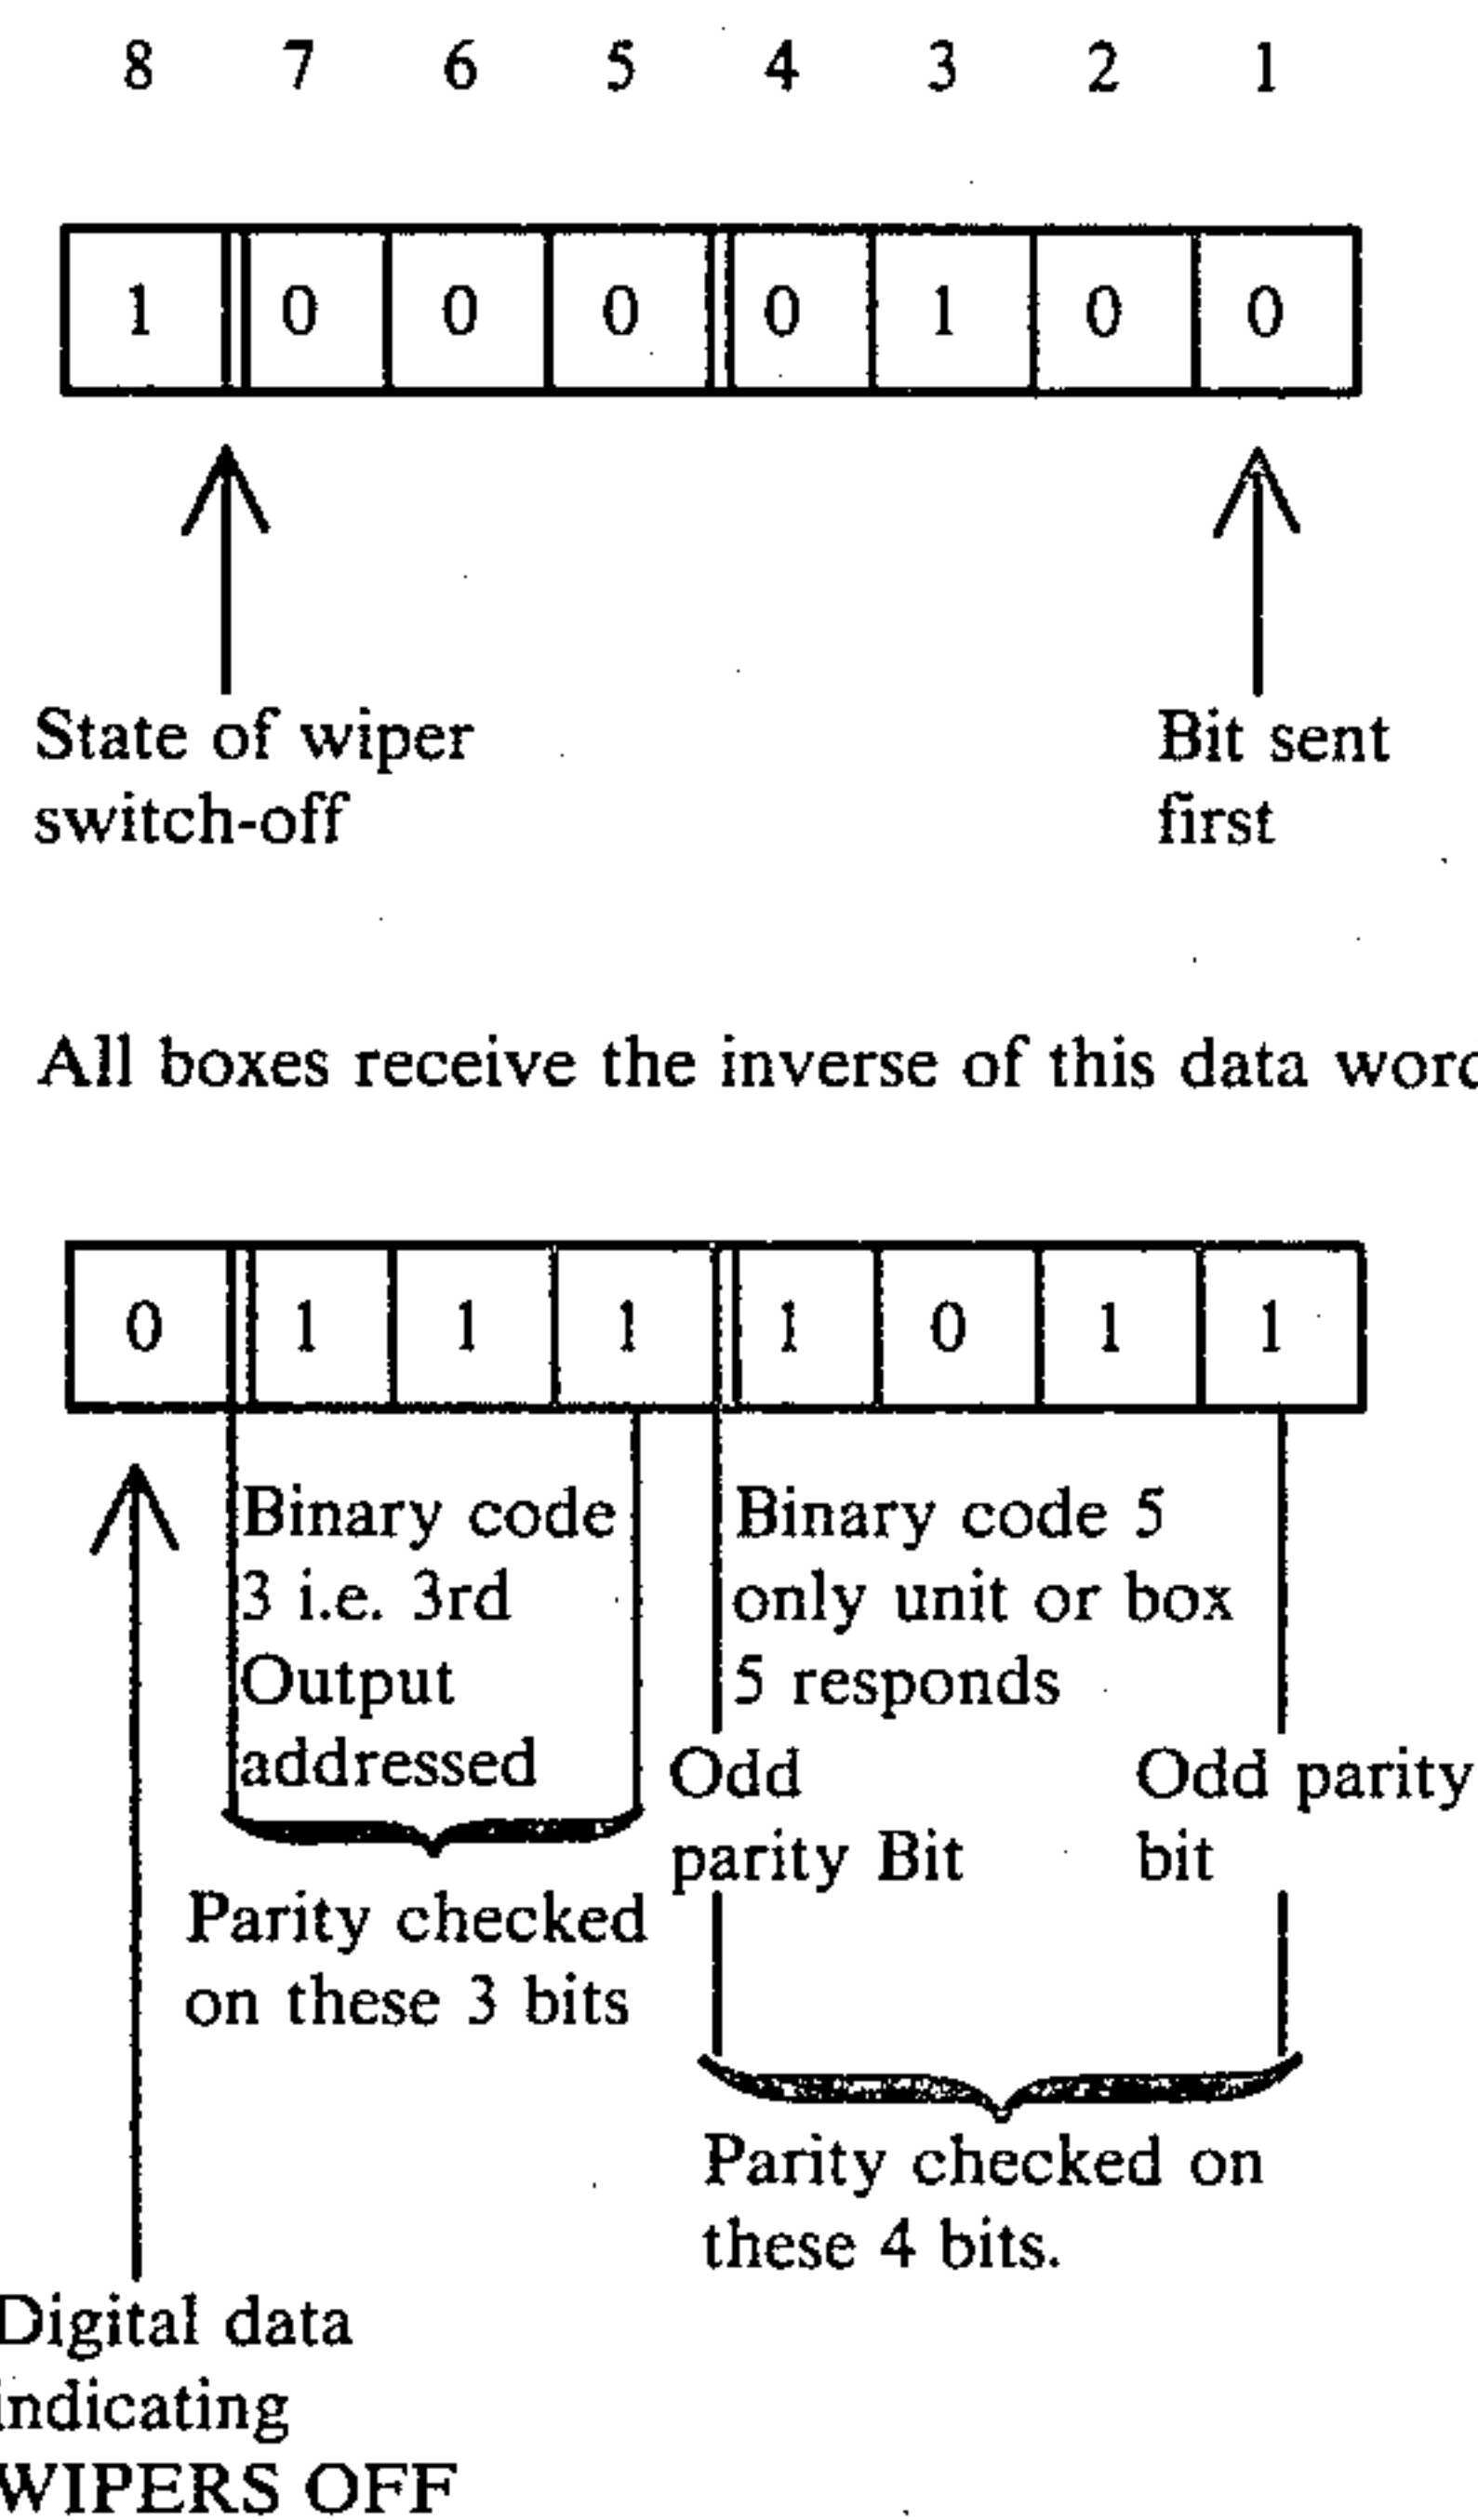 8 7 6 5 4 3 2 1
1 0 0 0 0 1 0 0
State of wiper
switch-off
Bit sent
first
All boxes receive the inverse of this data
0 1 1 1 1 0 1 1
Binary code
3 i.e. 3rd
Output
addressed
Binary code 5
only unit or box
5 responds
Odd
parity Bit
Odd parity
bit
Parity checked
on these 3 bits
Parity checked on
these 4 bits.
Digital data
indicating
WIPERS OFF